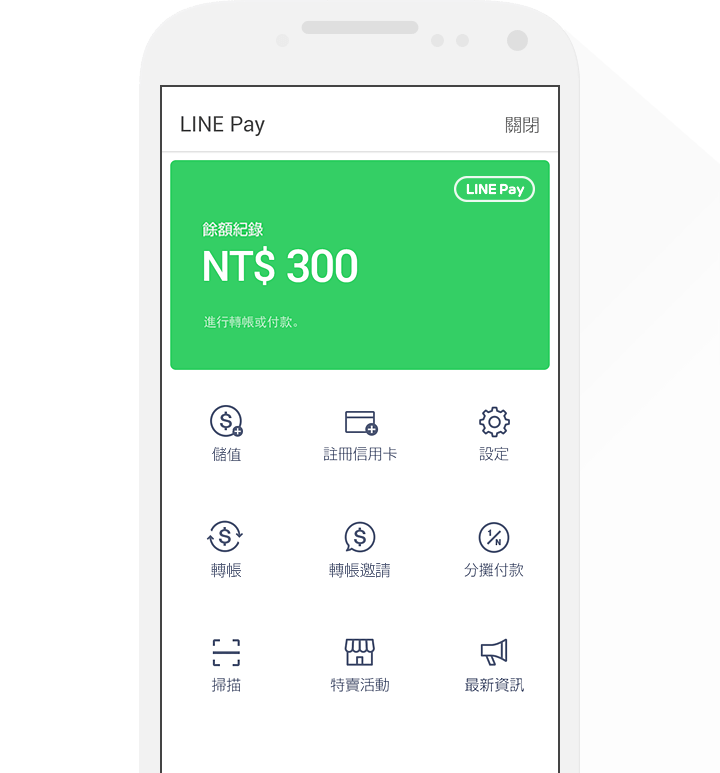 LINE Pay
關閉
LINE Pay
餘額紀錄
NT$ 300
進行轉帳或付款。
儲值
註冊信用卡
設定
轉帳
轉帳邀請
1/N
分攤付款
掃描
特賣活動
最新資訊